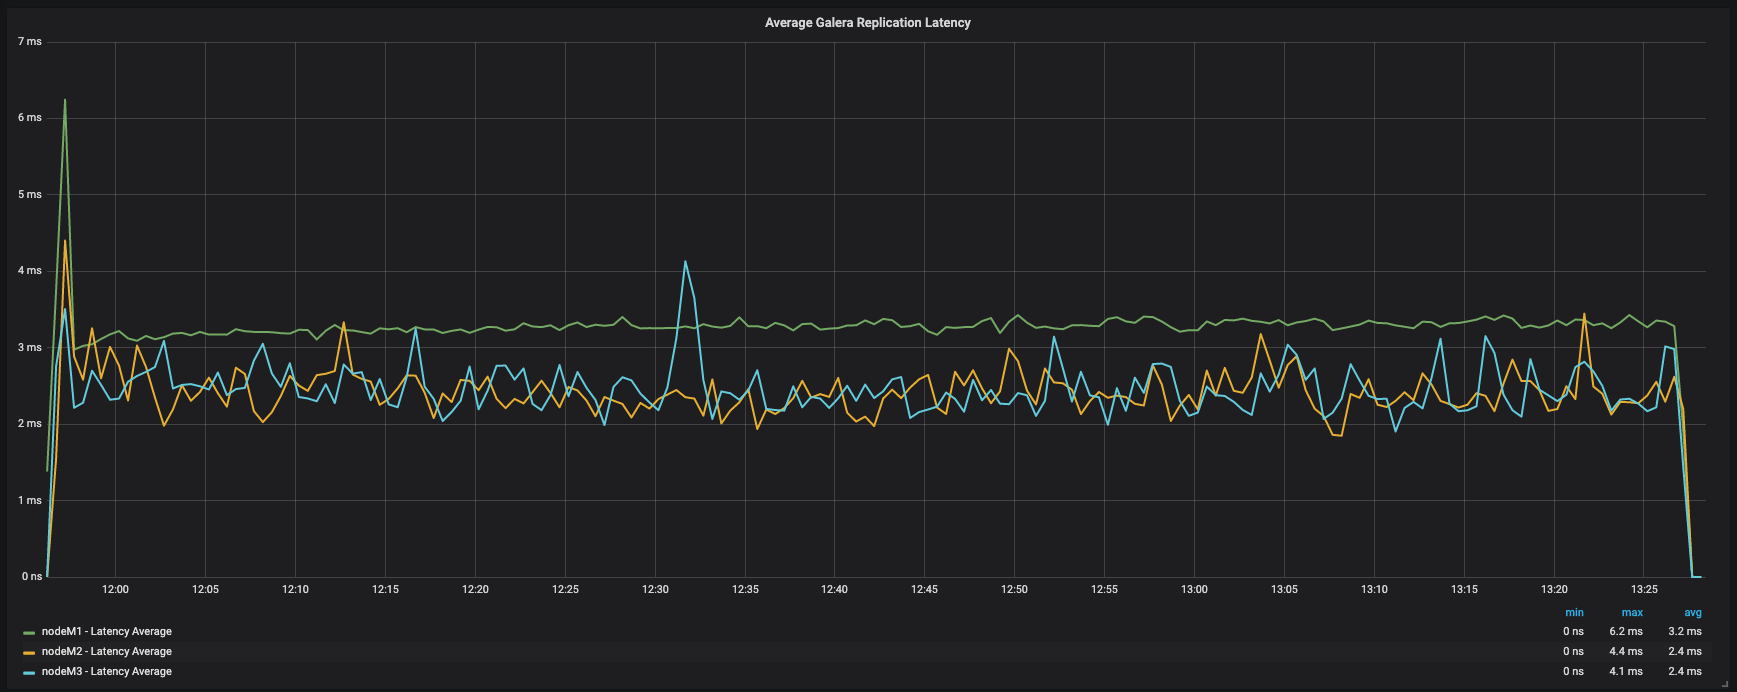 Average Galera Replication Latency
7 ms
6 ms
5 ms
4 ms
3 ms
2 ms
1 ms
0 ns
12:00 12:05 12:10 12:15 12:20 12:25 12:30 12:35 12:40 12:45 12:50 12:55 13:00 13:05 13:10 13:15 13:20 13:25
min max avg
nodeM1 - Latency Average 0 ns 6.2 ms 3.2 ms
nodeM2 - Latency Average 0 ns 4.4 ms 2.4 ms
nodeM3 - Latency Average 0 ns 4.1 ms 2.4 ms